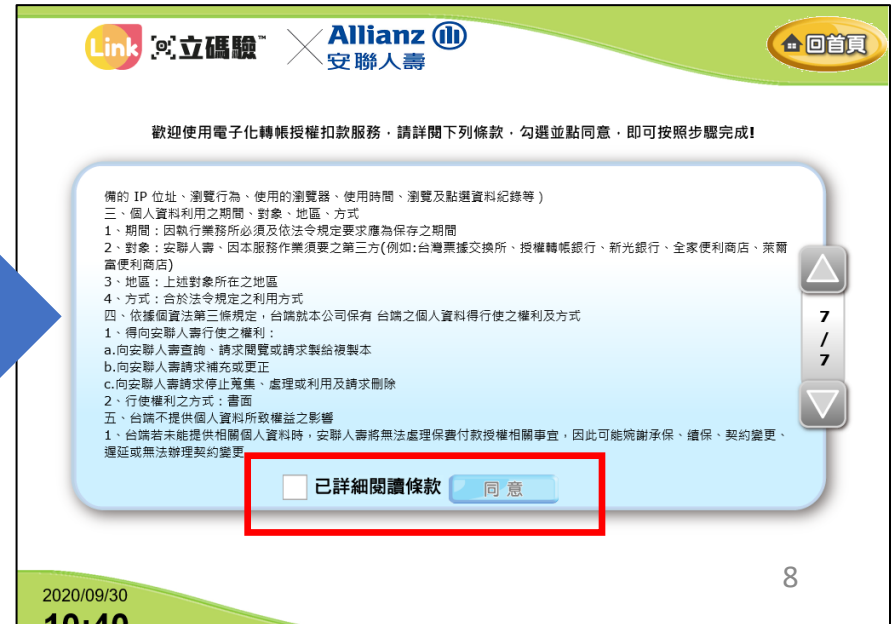 Link 立碼驗™ Allianz
安聯人壽
回首頁
歡迎使用電子化轉帳授權扣款服務，請詳閱下列條款，勾選並點同意，即可按照步驟完成!
備的 IP 位址、瀏覽行為、使用的瀏覽器、使用時間、瀏覽及點選資料紀錄等）
三、個人資料利用之期間、對象、地區、方式
1、期間：因執行業務所必須及依法令規定要求應為保存之期間
2、對象：安聯人壽、因本服務作業須要之第三方(例如:台灣票據交換所、授權轉帳銀行、新光銀行、全家便利商店、萊爾
富便利商店)
3、地區：上述對象所在之地區
4、方式：合於法令規定之利用方式
四、依據個資法第三條規定，台端就本公司保有 台端之個人資料得行使之權利及方式
1、得向安聯人壽行使之權利：
a.向安聯人壽查詢、請求閱覽或請求製給複製本
b.向安聯人壽請求補充或更正
c.向安聯人壽請求停止蒐集、處理或利用及請求刪除
2、行使權利之方式：書面
五、台端不提供個人資料所致權益之影響
1、台端若未能提供相關個人資料時，安聯人壽將無法處理保費付款授權相關事宜，因此可能婉謝承保、續保、契約變更、
遲延或無法辦理契約變更
7
/
7
已詳細閱讀條款 同意
8
2020/09/30
10:40